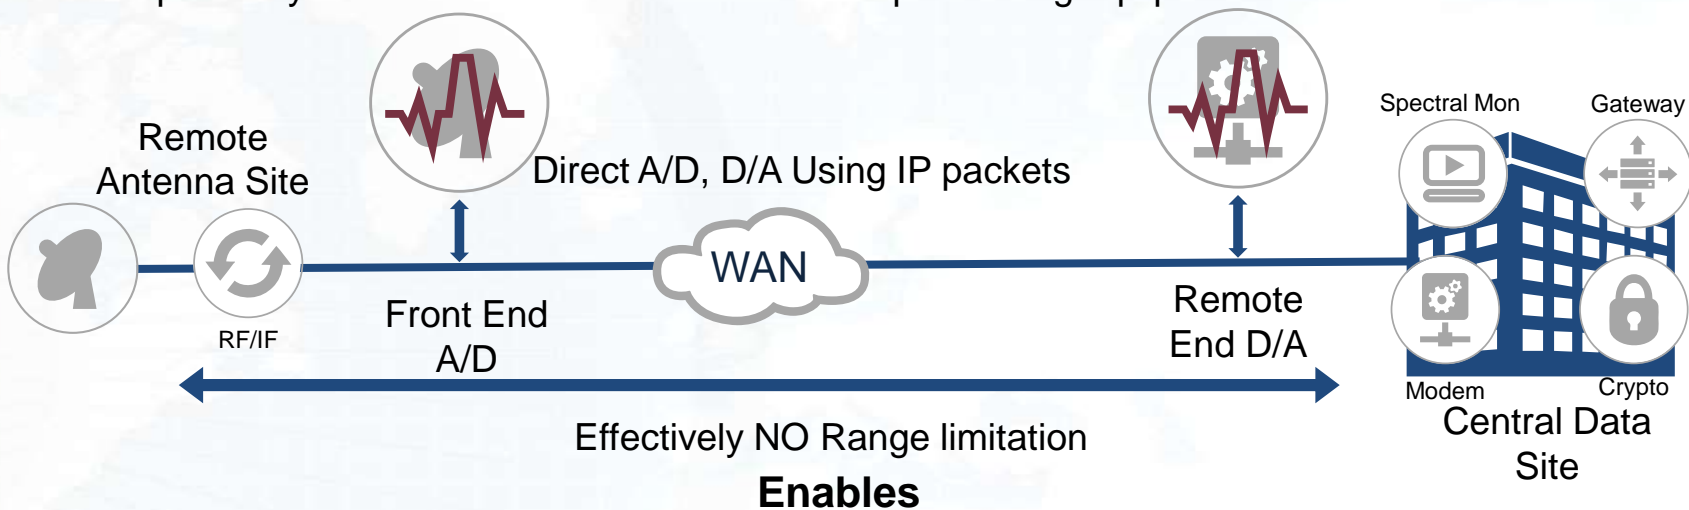 Spectral Mon
Gateway
Remote
Antenna Site
Direct A/D, D/A Using IP packets
WAN
RF/IF
Front End
A/D
Remote
End D/A
Modem
Crypto
Central Data
Site
Effectively NO Range limitation
Enables